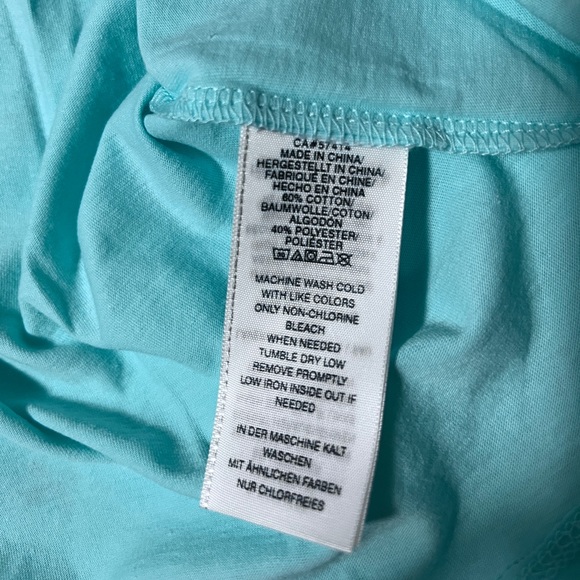 CA#57414
MADE IN CHINA/
HERGESTELLT IN CHINA/
FABRIQUÉ EN CHINE/
HECHO EN CHINA
60% COTTON/
BAUMWOLLE/COTON/
ALGODÓN
40% POLYESTER/
POLIÉSTER
MACHINE WASH COLD
WITH LIKE COLORS
ONLY NON-CHLORINE
BLEACH
WHEN NEEDED
TUMBLE DRY LOW
REMOVE PROMPTLY
LOW IRON INSIDE OUT IF
NEEDED
IN DER MASCHINE KALT
WASCHEN
MIT ÄHNLICHEN FARBEN
NUR CHLORFREIES